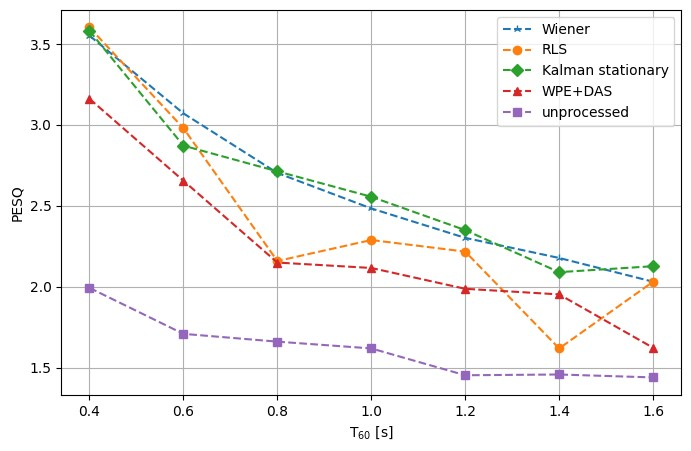 Wiener
RLS
Kalman stationary
WPE+DAS
unprocessed
3.5
3.0
2.5
2.0
1.5
PESQ
0.4 0.6 0.8 1.0 1.2 1.4 1.6
T₆₀ [s]